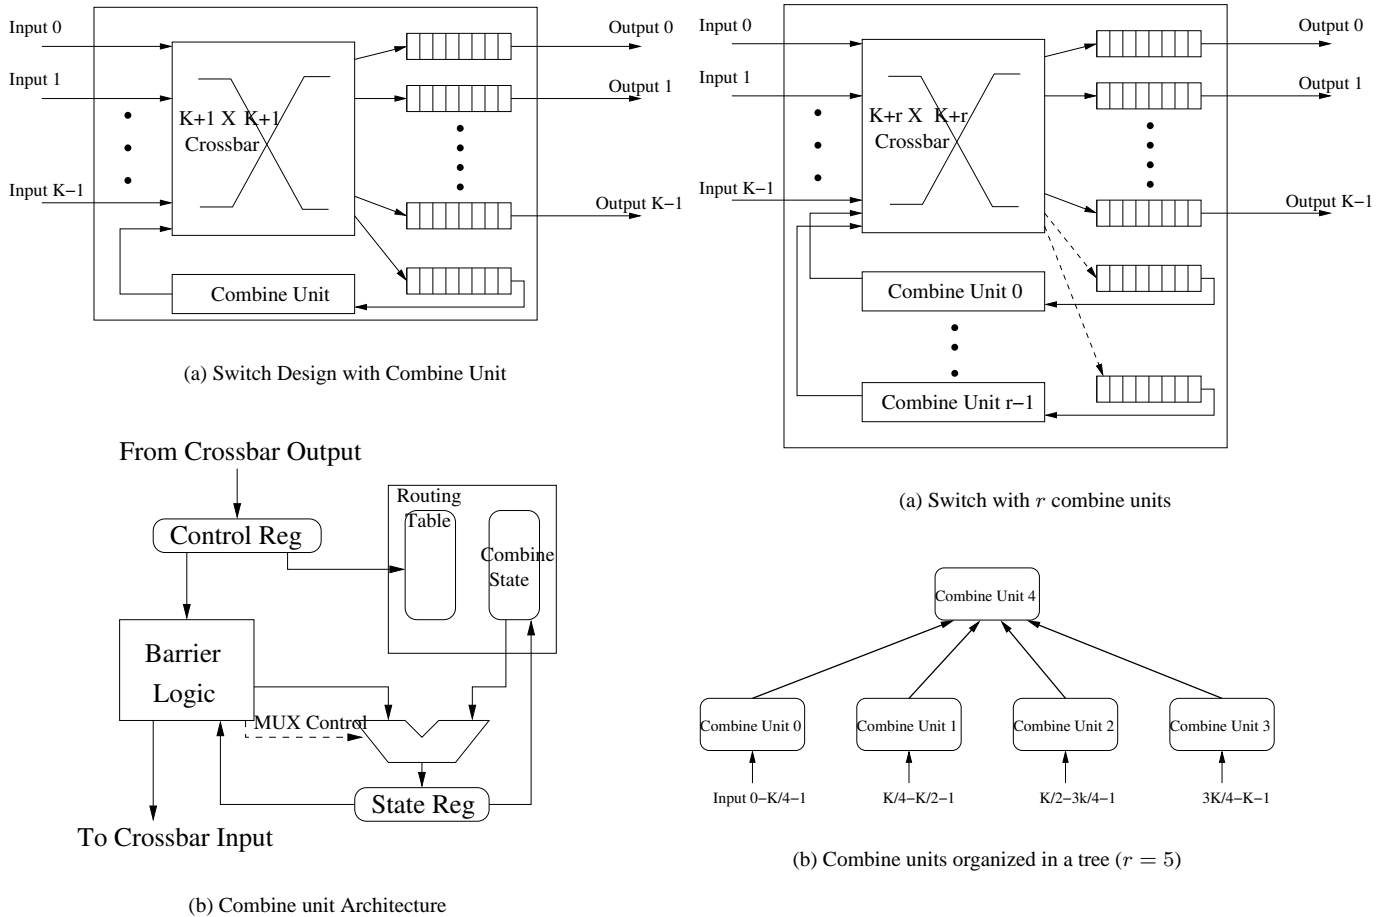 Input 0
Output 0
Input 1
Output 1
K+1 X K+1
Crossbar
Input K−1
Output K−1
Combine Unit
(a) Switch Design with Combine Unit
From Crossbar Output
Control Reg
Routing
Table
Combine
State
Barrier
Logic
MUX Control
State Reg
To Crossbar Input
(b) Combine unit Architecture
Input 0
Output 0
Input 1
Output 1
K+r X K+r
Crossbar
Input K−1
Output K−1
Combine Unit 0
Combine Unit r−1
(a) Switch with r combine units
Combine Unit 4
Combine Unit 0
Combine Unit 1
Combine Unit 2
Combine Unit 3
Input 0−K/4−1
K/4−K/2−1
K/2−3k/4−1
3K/4−K−1
(b) Combine units organized in a tree (r = 5)